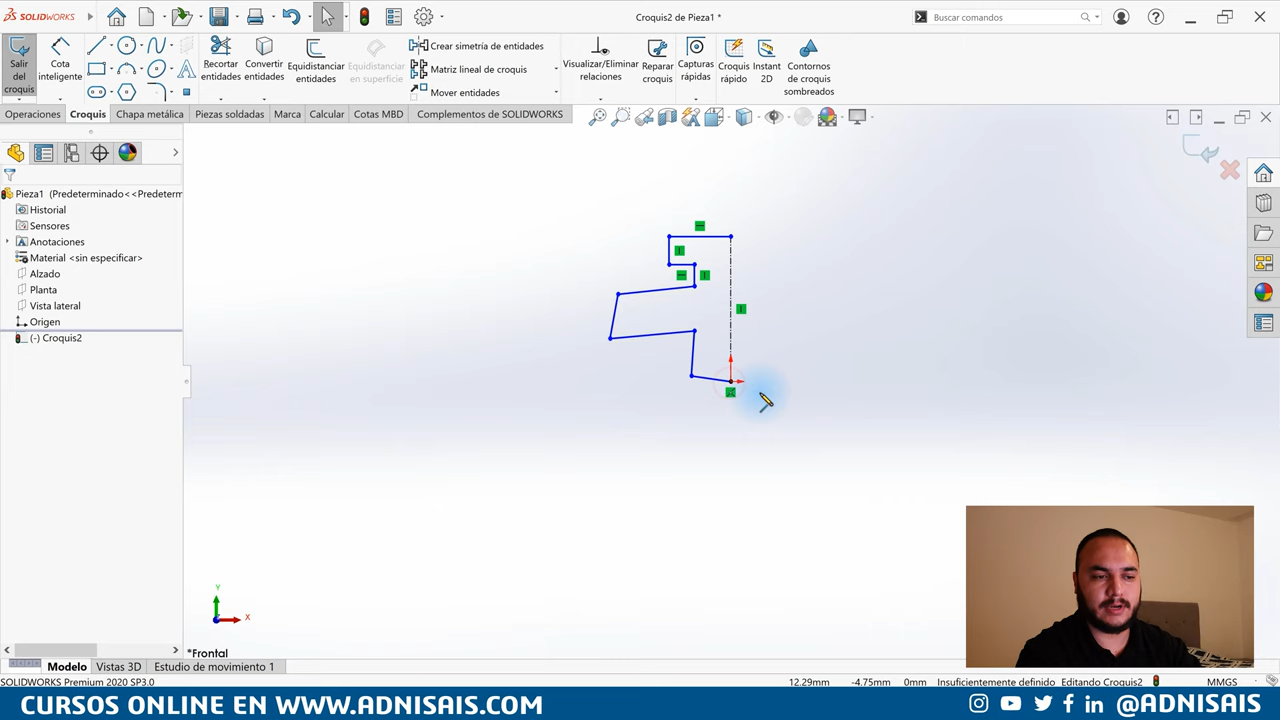 SOLIDWORKS
Croquis2 de Pieza1 *
Buscar comandos
Salir del croquis
Cota inteligente
Recortar entidades
Convertir entidades
Equidistanciar entidades
Equidistanciar en superficie
Crear simetría de entidades
Matriz lineal de croquis
Mover entidades
Visualizar/Eliminar relaciones
Reparar croquis
Capturas rápidas
Croquis rápido
Instant 2D
Contornos de croquis sombreados
Operaciones
Croquis
Chapa metálica
Piezas soldadas
Marca
Calcular
Cotas MBD
Complementos de SOLIDWORKS
Pieza1 (Predeterminado<<Predeterm
Historial
Sensores
Anotaciones
Material <sin especificar>
Alzado
Planta
Vista lateral
Origen
(-) Croquis2
Y
X
*Frontal
Modelo
Vistas 3D
Estudio de movimiento 1
SOLIDWORKS Premium 2020 SP3.0
12.29mm
-4.75mm
0mm
Insuficientemente definido
Editando Croquis2
MMGS
CURSOS ONLINE EN WWW.ADNISAIS.COM
@ADNISAIS